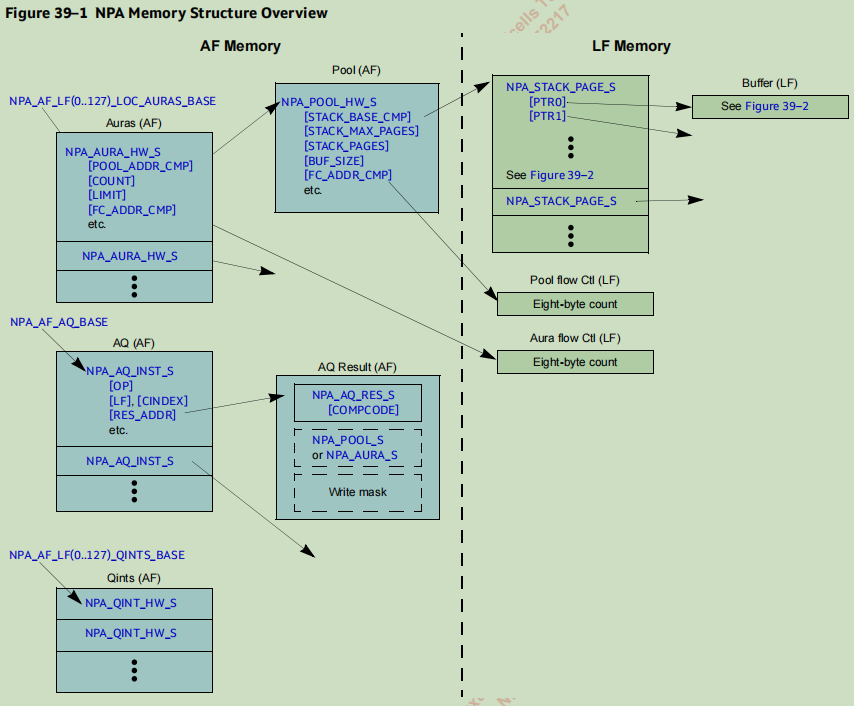 Figure 39–1 NPA Memory Structure Overview
AF Memory
LF Memory
NPA_AF_LF(0..127)_LOC_AURAS_BASE
Auras (AF)
NPA_AURA_HW_S
[POOL_ADDR_CMP]
[COUNT]
[LIMIT]
[FC_ADDR_CMP]
etc.
NPA_AURA_HW_S
Pool (AF)
NPA_POOL_HW_S
[STACK_BASE_CMP]
[STACK_MAX_PAGES]
[STACK_PAGES]
[BUF_SIZE]
[FC_ADDR_CMP]
etc.
NPA_STACK_PAGE_S
[PTR0]
[PTR1]
See Figure 39–2
NPA_STACK_PAGE_S
Buffer (LF)
See Figure 39–2
Pool flow Ctl (LF)
Eight-byte count
Aura flow Ctl (LF)
Eight-byte count
NPA_AF_AQ_BASE
AQ (AF)
NPA_AQ_INST_S
[OP]
[LF], [CINDEX]
[RES_ADDR]
etc.
NPA_AQ_INST_S
AQ Result (AF)
NPA_AQ_RES_S
[COMPCODE]
NPA_POOL_S
or NPA_AURA_S
Write mask
NPA_AF_LF(0..127)_QINTS_BASE
Qints (AF)
NPA_QINT_HW_S
NPA_QINT_HW_S